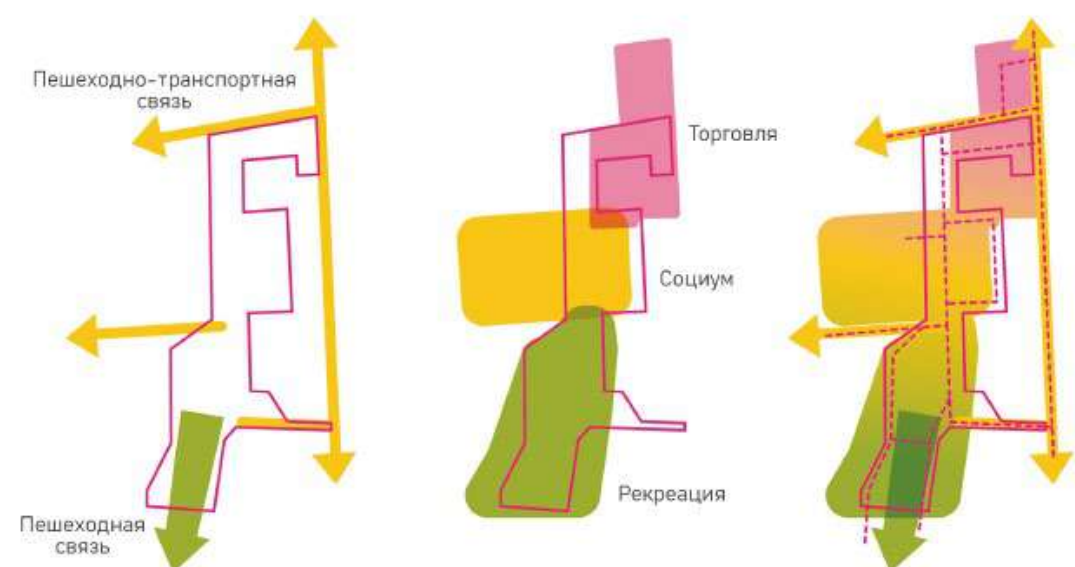 Пешеходно-транспортная
связь
Торговля
Социум
Рекреация
Пешеходная
связь